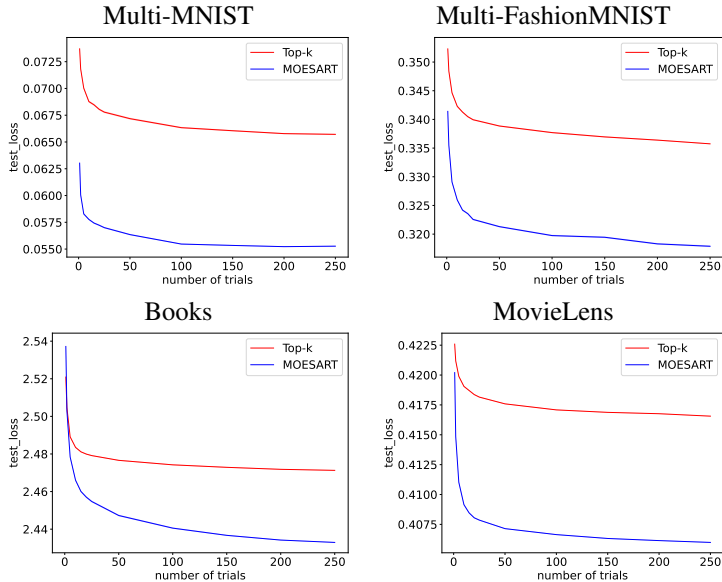 Multi-MNIST
Multi-FashionMNIST
Top-k
MOESART
test_loss
0.0725
0.0700
0.0675
0.0650
0.0625
0.0600
0.0575
0.0550
0 50 100 150 200 250
number of trials
Top-k
MOESART
test_loss
0.350
0.345
0.340
0.335
0.330
0.325
0.320
0 50 100 150 200 250
number of trials
Books
MovieLens
Top-k
MOESART
test_loss
2.54
2.52
2.50
2.48
2.46
2.44
0 50 100 150 200 250
number of trials
Top-k
MOESART
test_loss
0.4225
0.4200
0.4175
0.4150
0.4125
0.4100
0.4075
0 50 100 150 200 250
number of trials